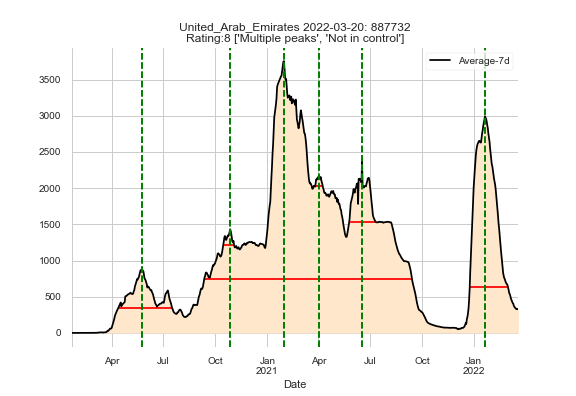 United_Arab_Emirates 2022-03-20: 887732
Rating:8 ['Multiple peaks', 'Not in control']
Average-7d
3500
3000
2500
2000
1500
1000
500
0
Apr Jul Oct Jan Apr Jul Oct Jan
2021 2022
Date